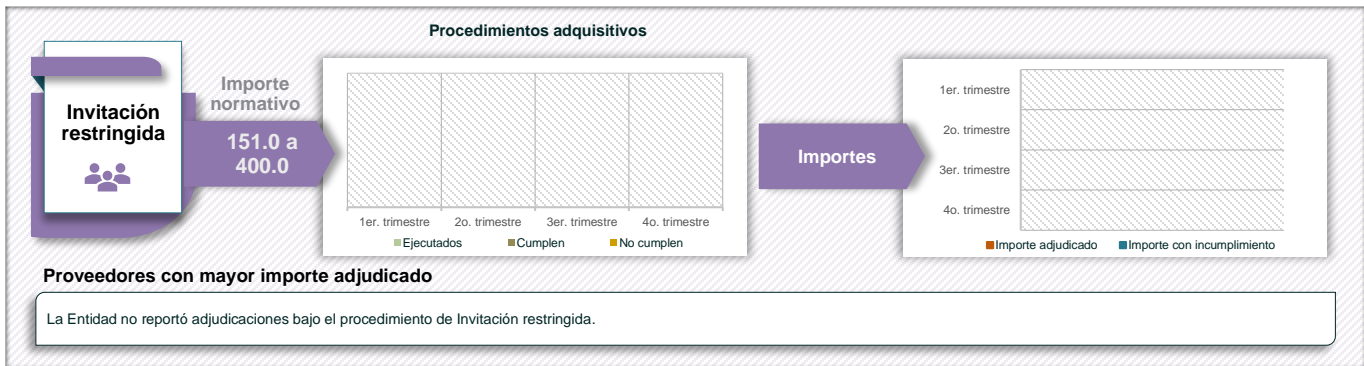 Procedimientos adquisitivos
Invitación
restringida
Importe
normativo
151.0 a
400.0
1er. trimestre
2o. trimestre
3er. trimestre
4o. trimestre
Ejecutados
Cumplen
No cumplen
Importes
1er. trimestre
2o. trimestre
3er. trimestre
4o. trimestre
Importe adjudicado
Importe con incumplimiento
Proveedores con mayor importe adjudicado
La Entidad no reportó adjudicaciones bajo el procedimiento de Invitación restringida.